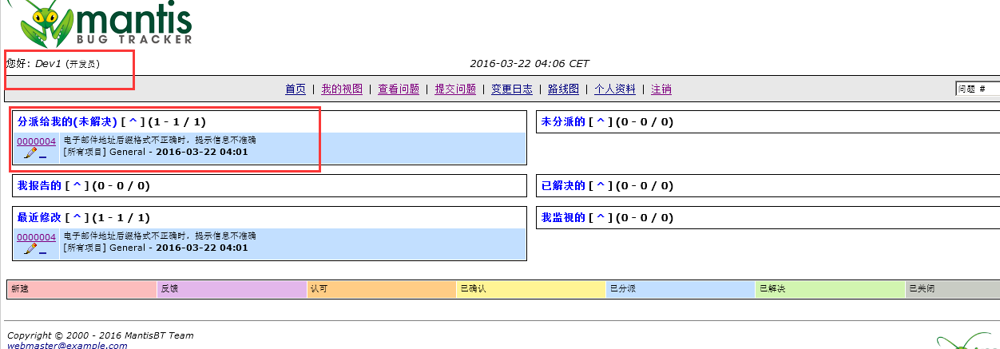 mantis
BUG TRACKER
您好: Dev1 (开发员)
2016-03-22 04:06 CET
首页 | 我的视图 | 查看问题 | 提交问题 | 变更日志 | 路线图 | 个人资料 | 注销
问题 #
分派给我的(未解决) [ ^ ] (1 - 1 / 1)
0000004
电子邮件地址后缀格式不正确时，提示信息不准确
[所有项目] General - 2016-03-22 04:01
未分派的 [ ^ ] (0 - 0 / 0)
我报告的 [ ^ ] (0 - 0 / 0)
已解决的 [ ^ ] (0 - 0 / 0)
最近修改 [ ^ ] (1 - 1 / 1)
0000004
电子邮件地址后缀格式不正确时，提示信息不准确
[所有项目] General - 2016-03-22 04:01
我监视的 [ ^ ] (0 - 0 / 0)
新建
反馈
认可
已确认
已分派
已解决
已关闭
Copyright © 2000 - 2016 MantisBT Team
webmaster@example.com